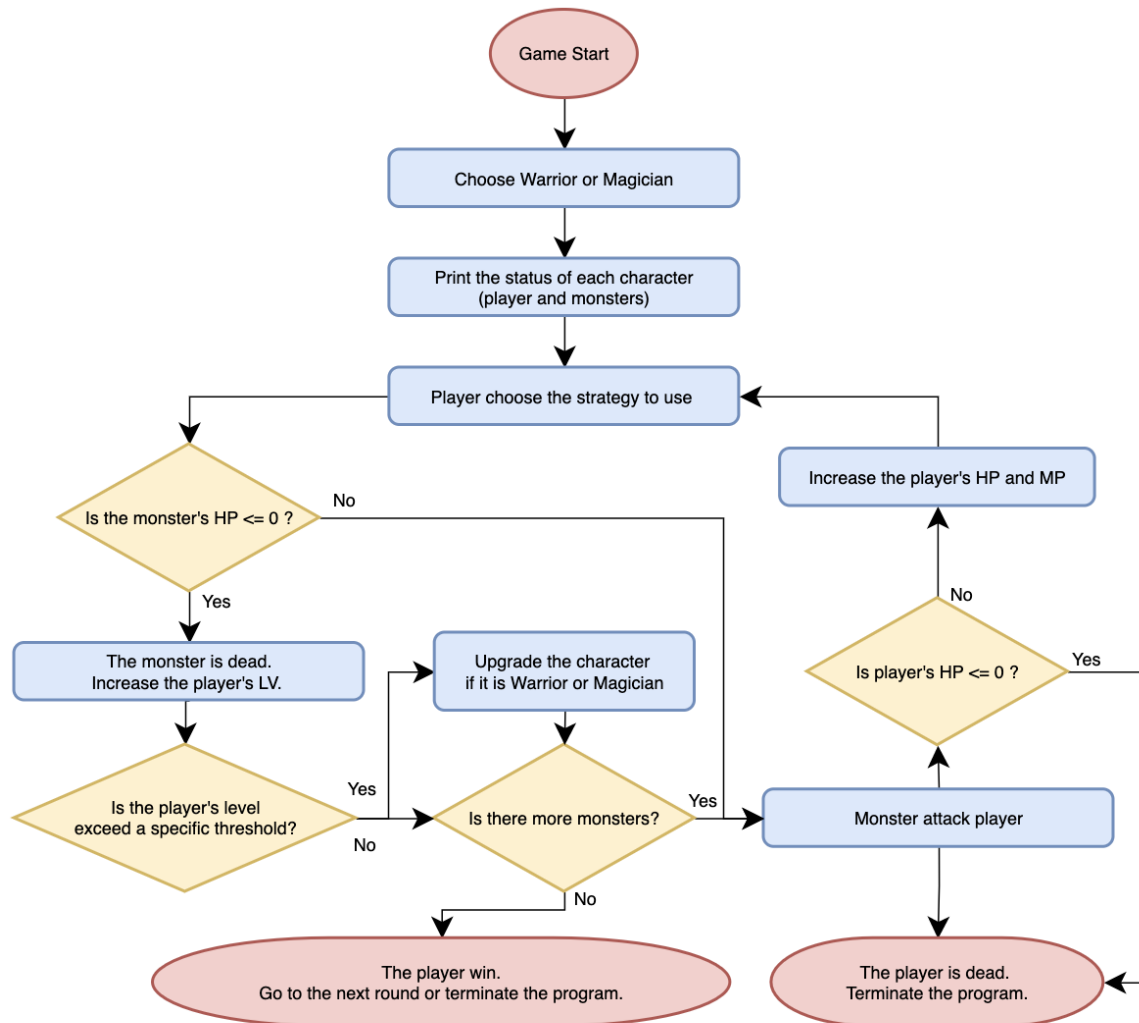 Game Start
Choose Warrior or Magician
Print the status of each character
(player and monsters)
Player choose the strategy to use
Increase the player's HP and MP
No
Is the monster's HP <= 0 ?
Yes
No
The monster is dead.
Increase the player's LV.
Upgrade the character
if it is Warrior or Magician
Is player's HP <= 0 ?
Yes
Is the player's level
exceed a specific threshold?
Yes
No
Is there more monsters?
Yes
Monster attack player
No
The player win.
Go to the next round or terminate the program.
The player is dead.
Terminate the program.